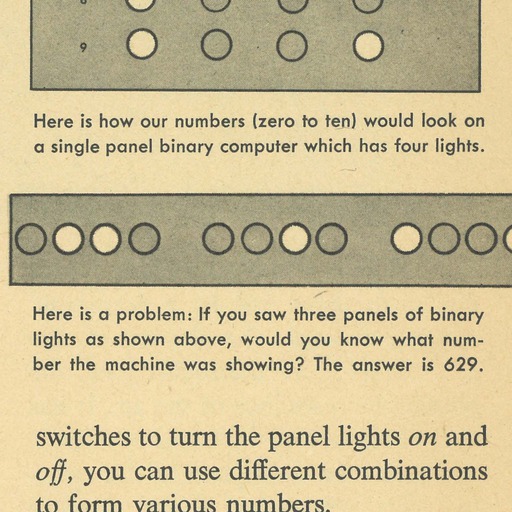 9
Here is how our numbers (zero to ten) would look on
a single panel binary computer which has four lights.
Here is a problem: If you saw three panels of binary
lights as shown above, would you know what num-
ber the machine was showing? The answer is 629.
switches to turn the panel lights on and
off, you can use different combinations
to form various numbers.